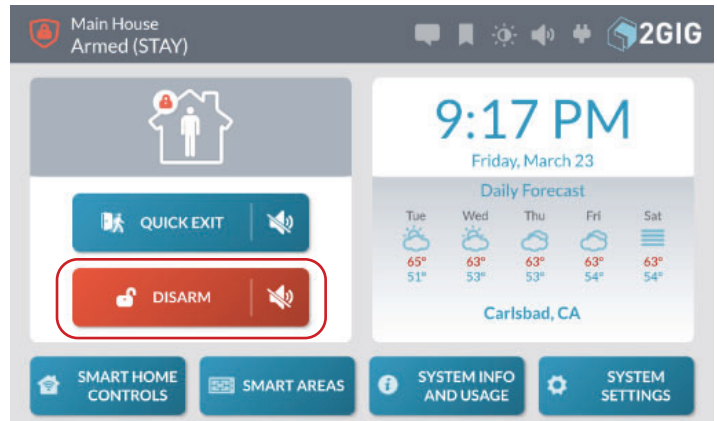 Main House
Armed (STAY)
2GIG
9:17 PM
Friday, March 23
Daily Forecast
Tue Wed Thu Fri Sat
65° 63° 63° 63° 63°
51° 53° 53° 54° 54°
Carlsbad, CA
QUICK EXIT
DISARM
SMART HOME
CONTROLS
SMART AREAS
SYSTEM INFO
AND USAGE
SYSTEM
SETTINGS